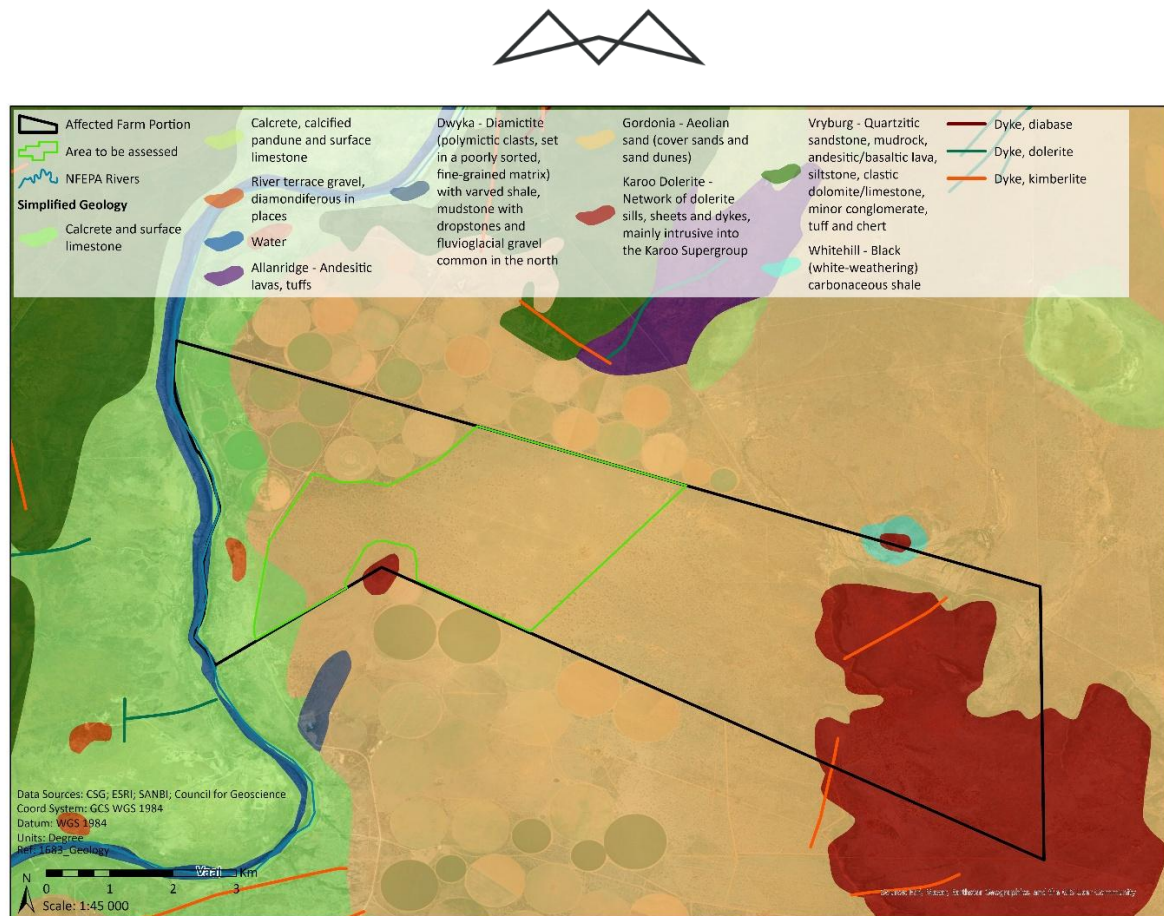 Affected Farm Portion
Area to be assessed
NFEPA Rivers
Simplified Geology
Calcrete and surface
limestone
Calcrete, calcified
pandune and surface
limestone
River terrace gravel,
diamondiferous in
places
Water
Allanridge - Andesitic
lavas, tuffs
Dwyka - Diamictite
(polymictic clasts, set
in a poorly sorted,
fine-grained matrix)
with varved shale,
mudstone with
dropstones and
fluvioglacial gravel
common in the north
Gordonia - Aeolian
sand (cover sands and
sand dunes)
Karoo Dolerite -
Network of dolerite
sills, sheets and dykes,
mainly intrusive into
the Karoo Supergroup
Vryburg - Quartzitic
sandstone, mudrock,
andesitic/basaltic lava,
siltstone, clastic
dolomite/limestone,
minor conglomerate,
tuff and chert
Whitehill - Black
(white-weathering)
carbonaceous shale
Dyke, diabase
Dyke, dolerite
Dyke, kimberlite
Data Sources: CSG; ESRI; SANBI; Council for Geoscience
Coord System: GCS WGS 1984
Datum: WGS 1984
Units: Degree
Ref: 1683_Geology
Vaal
Km
0 1 2 3
N
Scale: 1:45 000